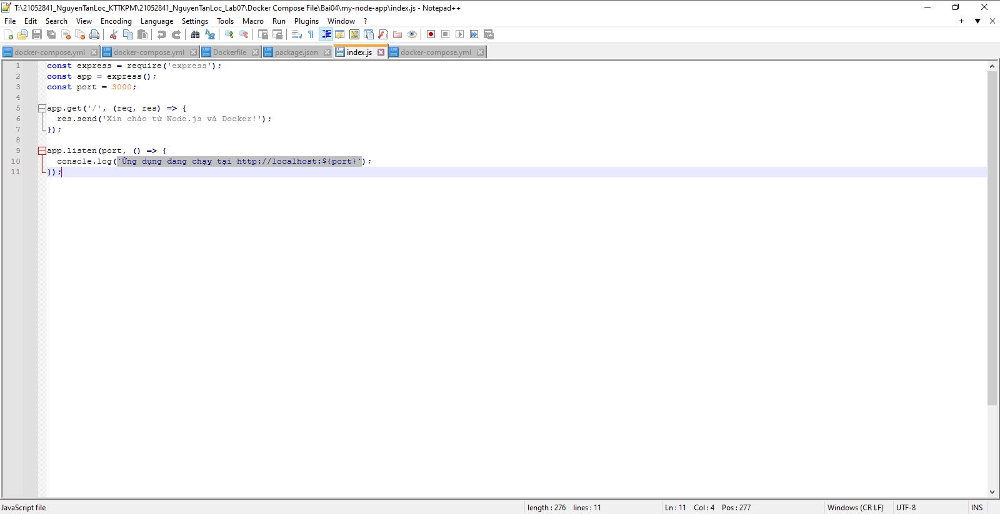 T:\21052841_NguyenTanLoc_KTTKPM\21052841_NguyenTanLoc_Lab07\Docker Compose File\Bai04\my-node-app\index.js - Notepad++
File Edit Search View Encoding Language Settings Tools Macro Run Plugins Window ?
docker-compose.yml docker-compose.yml Dockerfile package.json index.js docker-compose.yml
1 const express = require('express');
2 const app = express();
3 const port = 3000;
4
5 app.get('/', (req, res) => {
6 res.send('Xin chào từ Node.js và Docker!');
7 });
8
9 app.listen(port, () => {
10 console.log(`Ứng dụng đang chạy tại http://localhost:${port}`);
11 });
JavaScript file length : 276 lines : 11 Ln : 11 Col : 4 Pos : 277 Windows (CR LF) UTF-8 INS